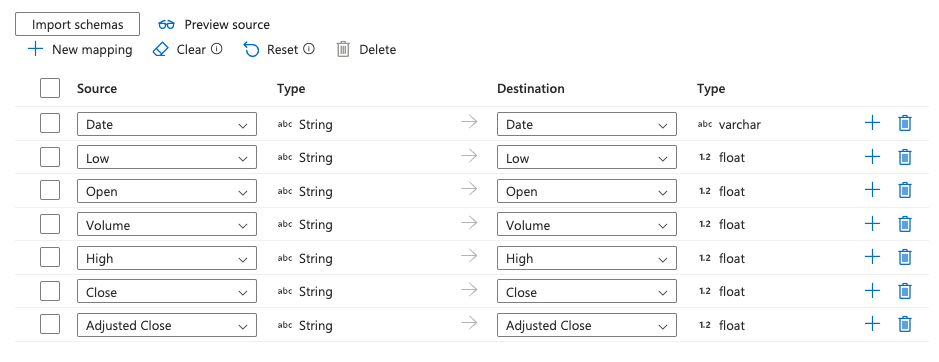 Import schemas Preview source
New mapping Clear Reset Delete
Source Type Destination Type
Date abc String Date abc varchar
Low abc String Low 1.2 float
Open abc String Open 1.2 float
Volume abc String Volume 1.2 float
High abc String High 1.2 float
Close abc String Close 1.2 float
Adjusted Close abc String Adjusted Close 1.2 float